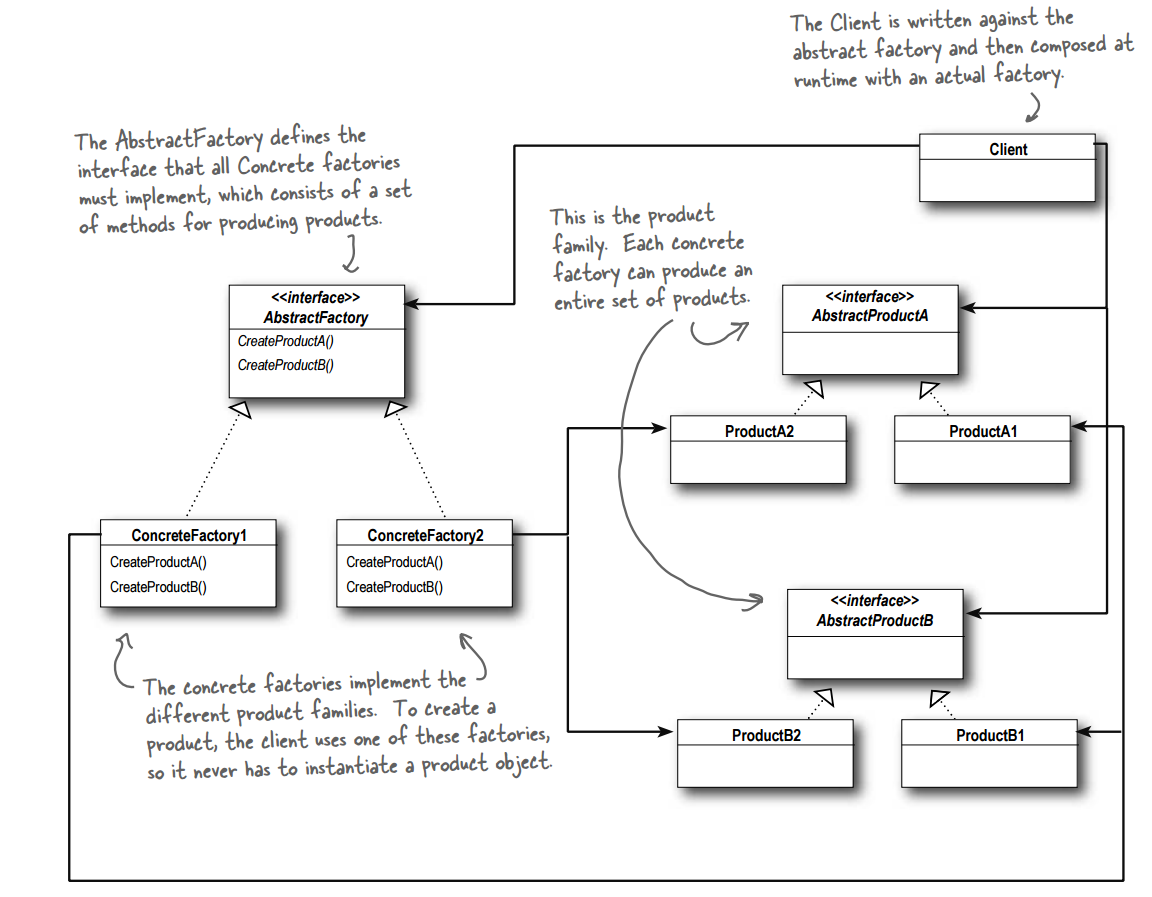 The Client is written against the
abstract factory and then composed at
runtime with an actual factory.
Client
The AbstractFactory defines the
interface that all Concrete factories
must implement, which consists of a set
of methods for producing products.
This is the product
family. Each concrete
factory can produce an
entire set of products.
<<interface>>
AbstractFactory
CreateProductA()
CreateProductB()
<<interface>>
AbstractProductA
ProductA2
ProductA1
ConcreteFactory1
CreateProductA()
CreateProductB()
ConcreteFactory2
CreateProductA()
CreateProductB()
<<interface>>
AbstractProductB
ProductB2
ProductB1
The concrete factories implement the
different product families. To create a
product, the client uses one of these factories,
so it never has to instantiate a product object.